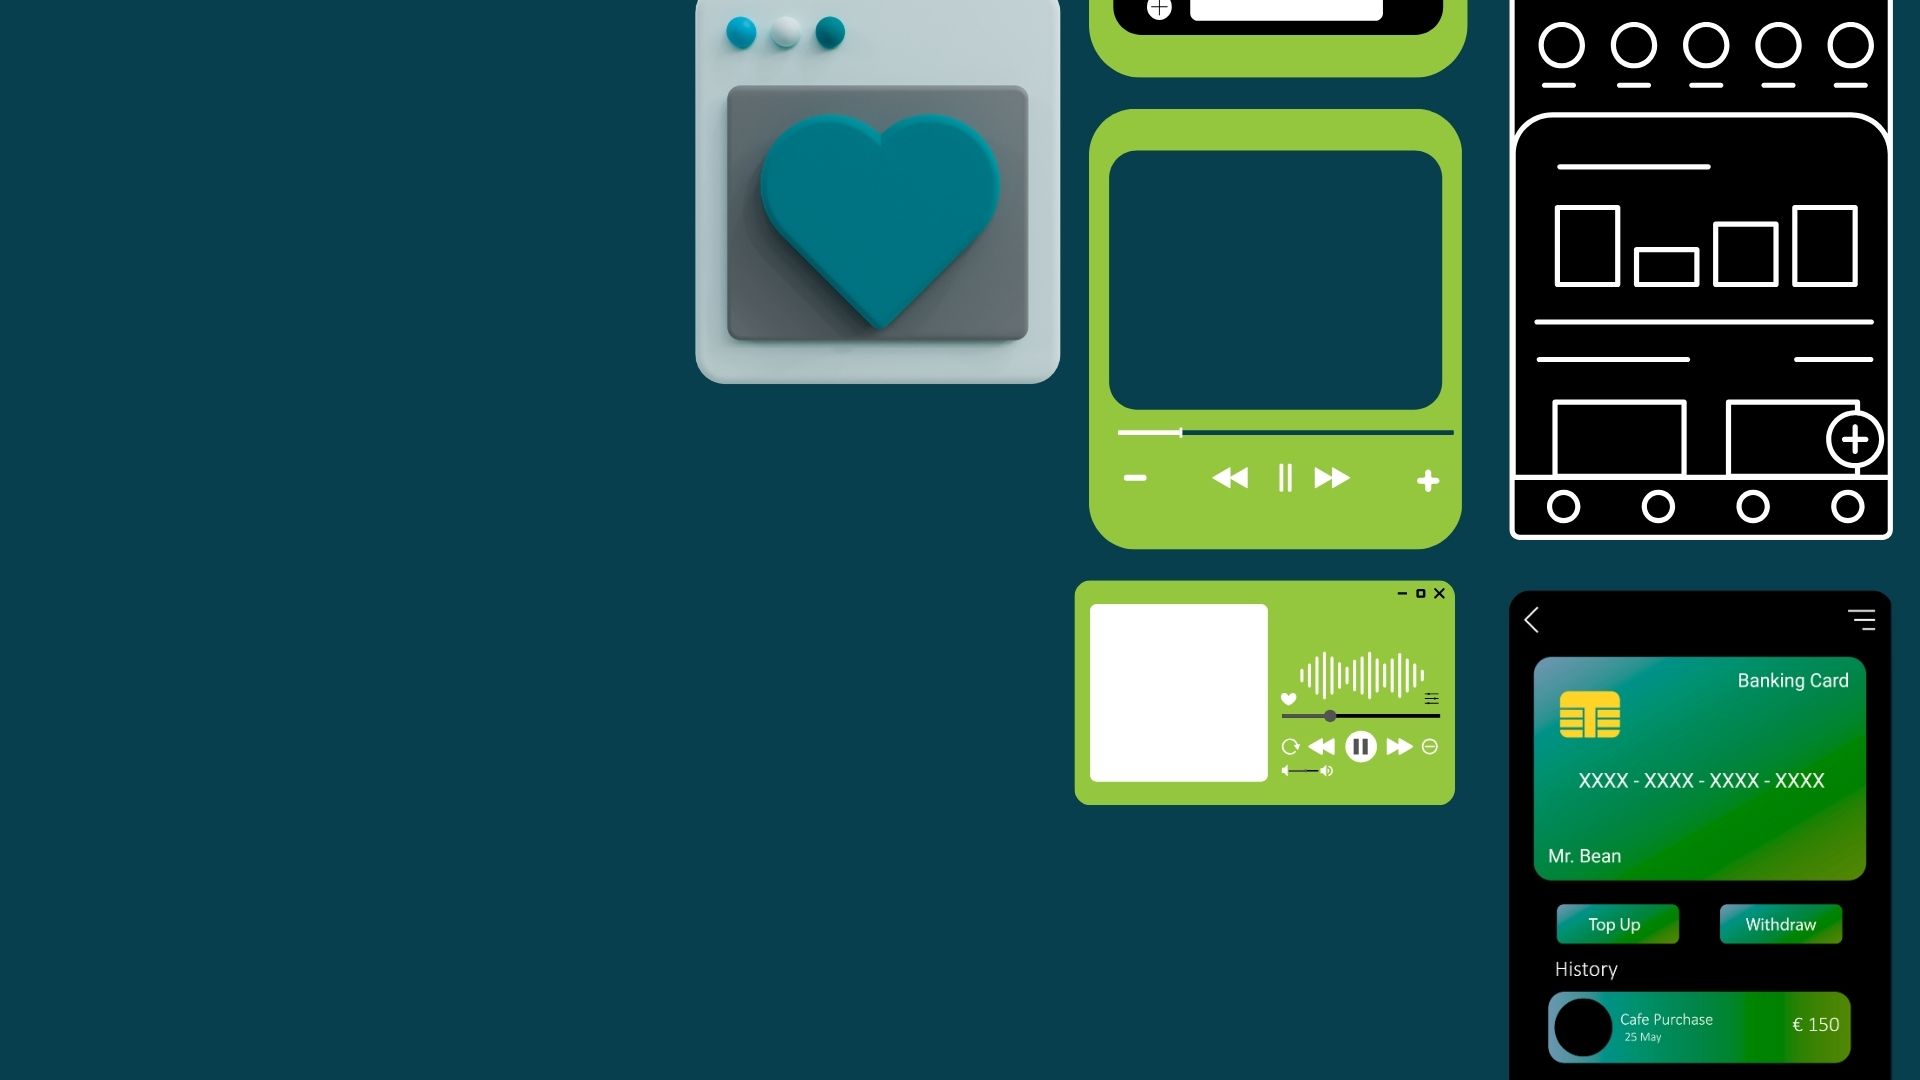 Banking Card
XXXX - XXXX - XXXX - XXXX
Mr. Bean
Top Up
Withdraw
History
Cafe Purchase
€ 150
25 May